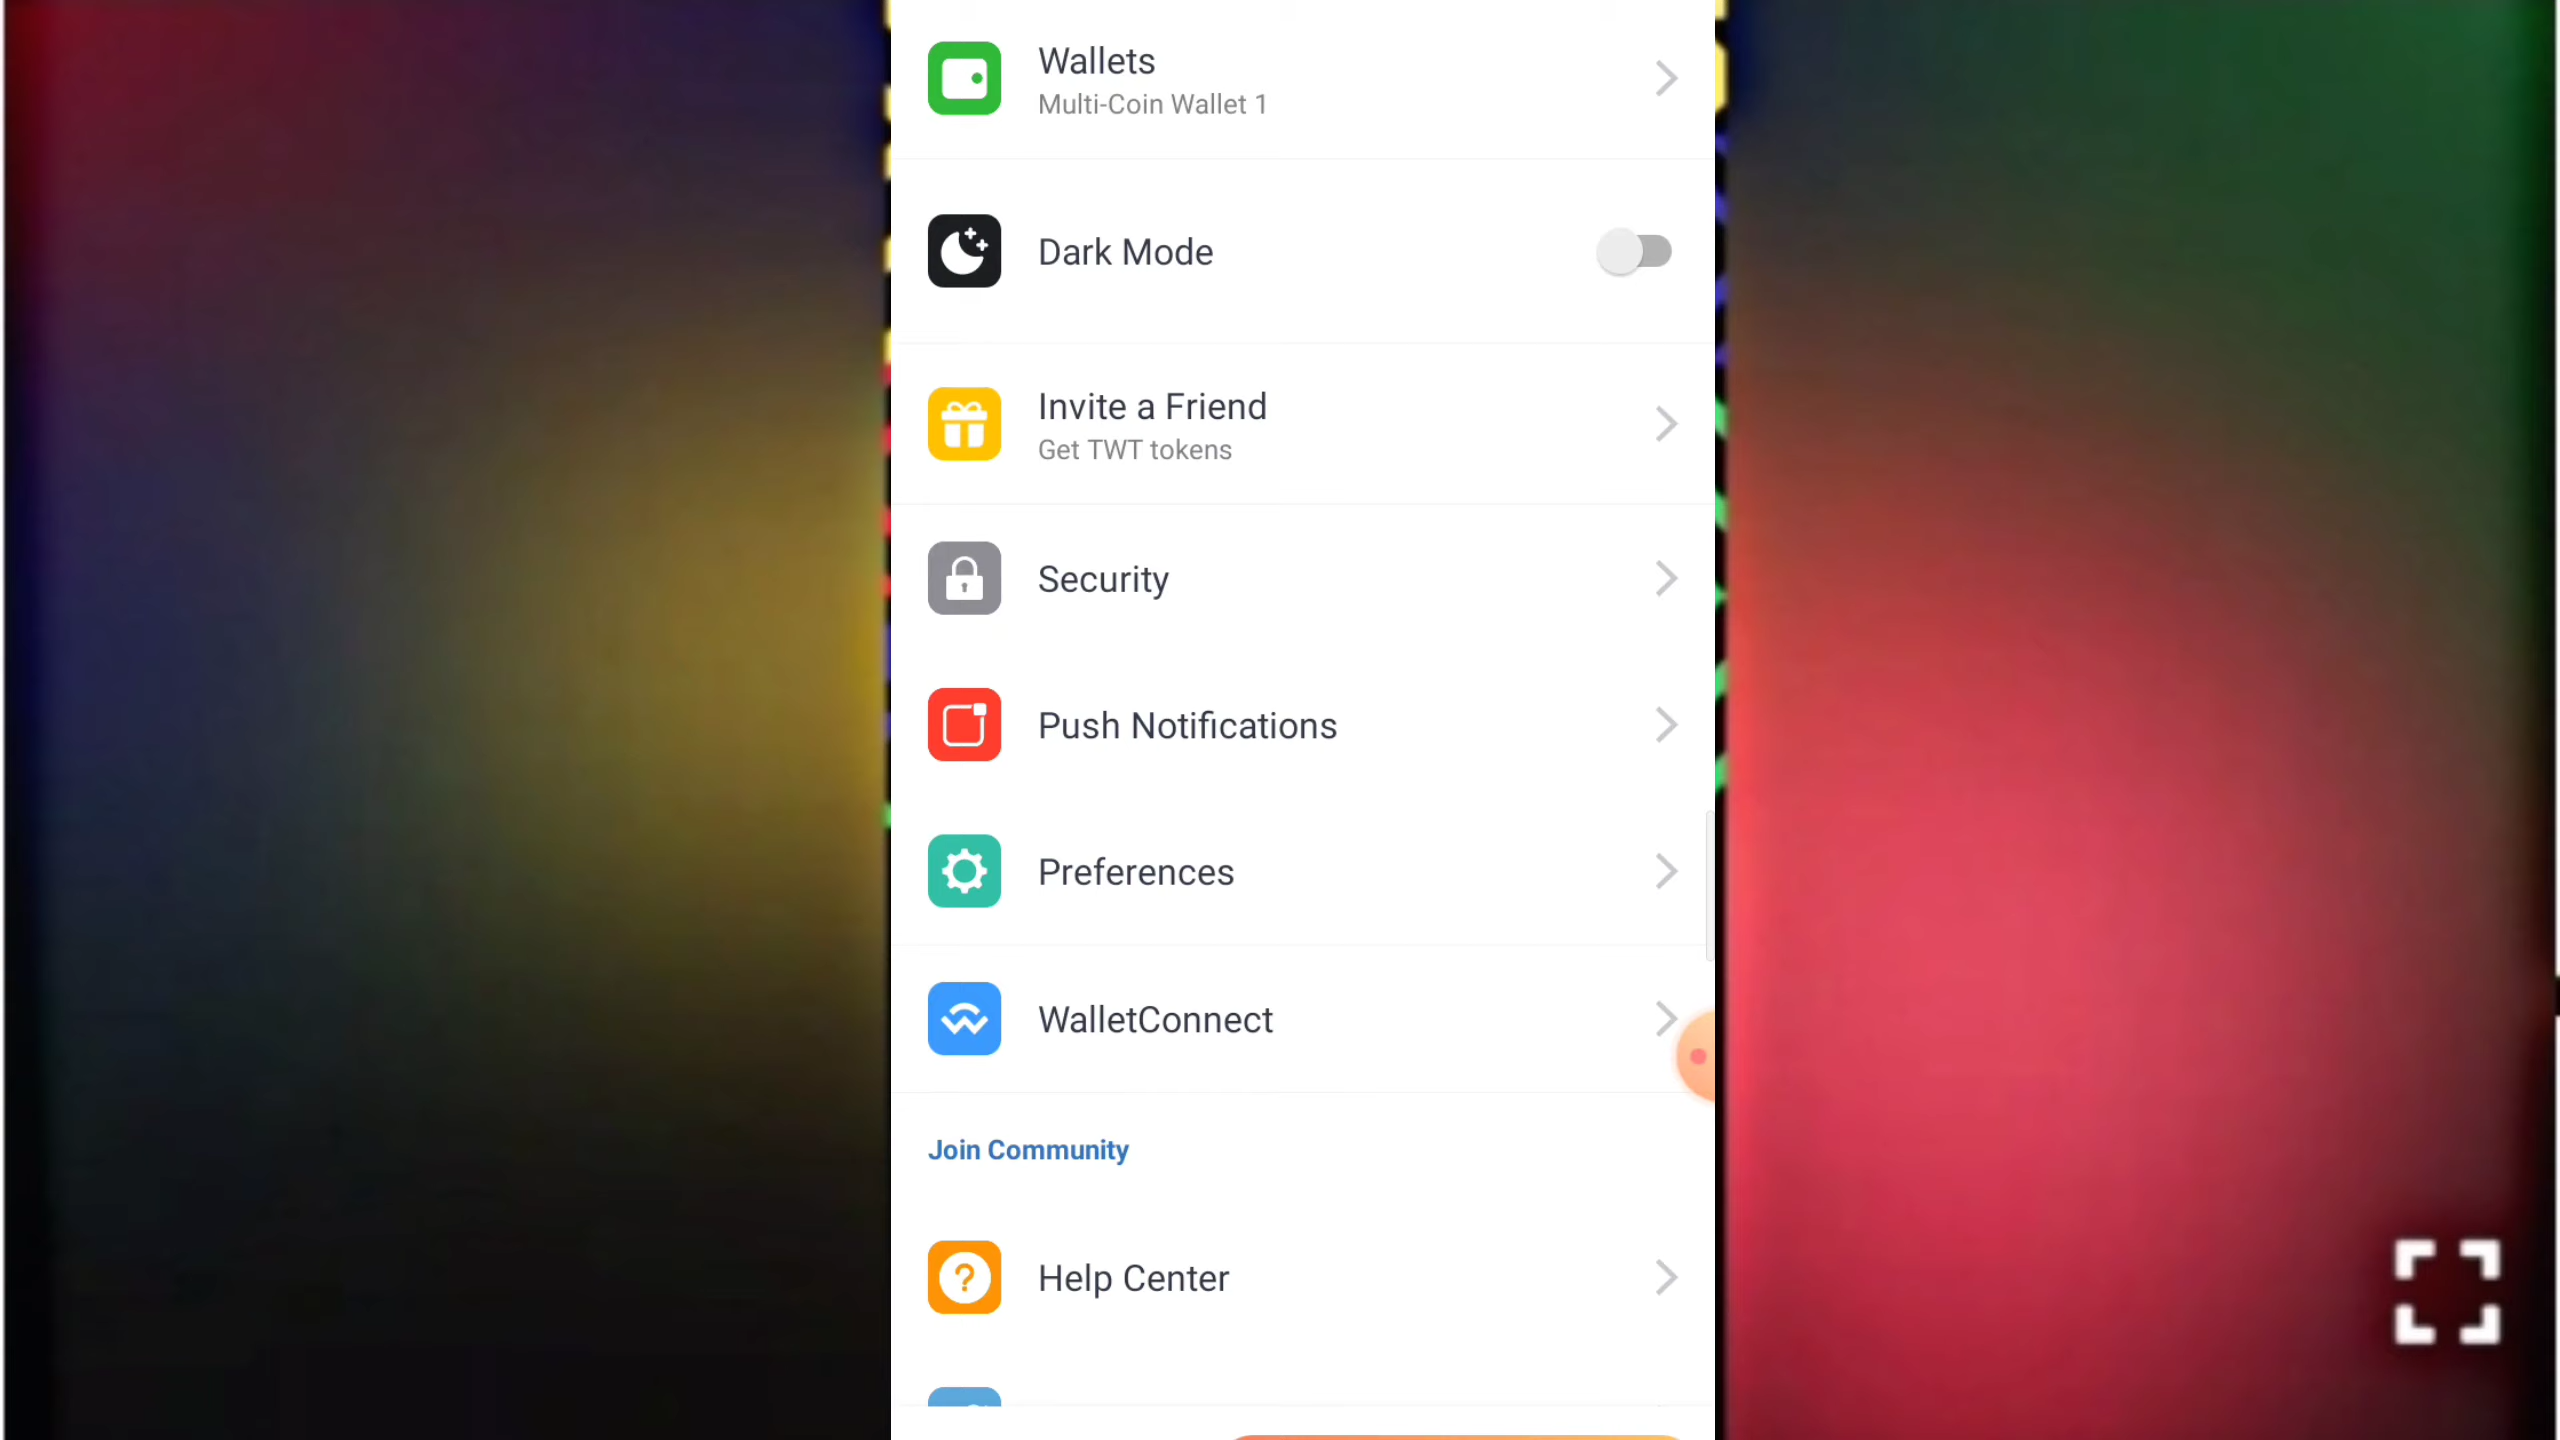 Wallets
Multi-Coin Wallet 1
Dark Mode
Invite a Friend
Get TWT tokens
Security
Push Notifications
Preferences
WalletConnect
Join Community
Help Center